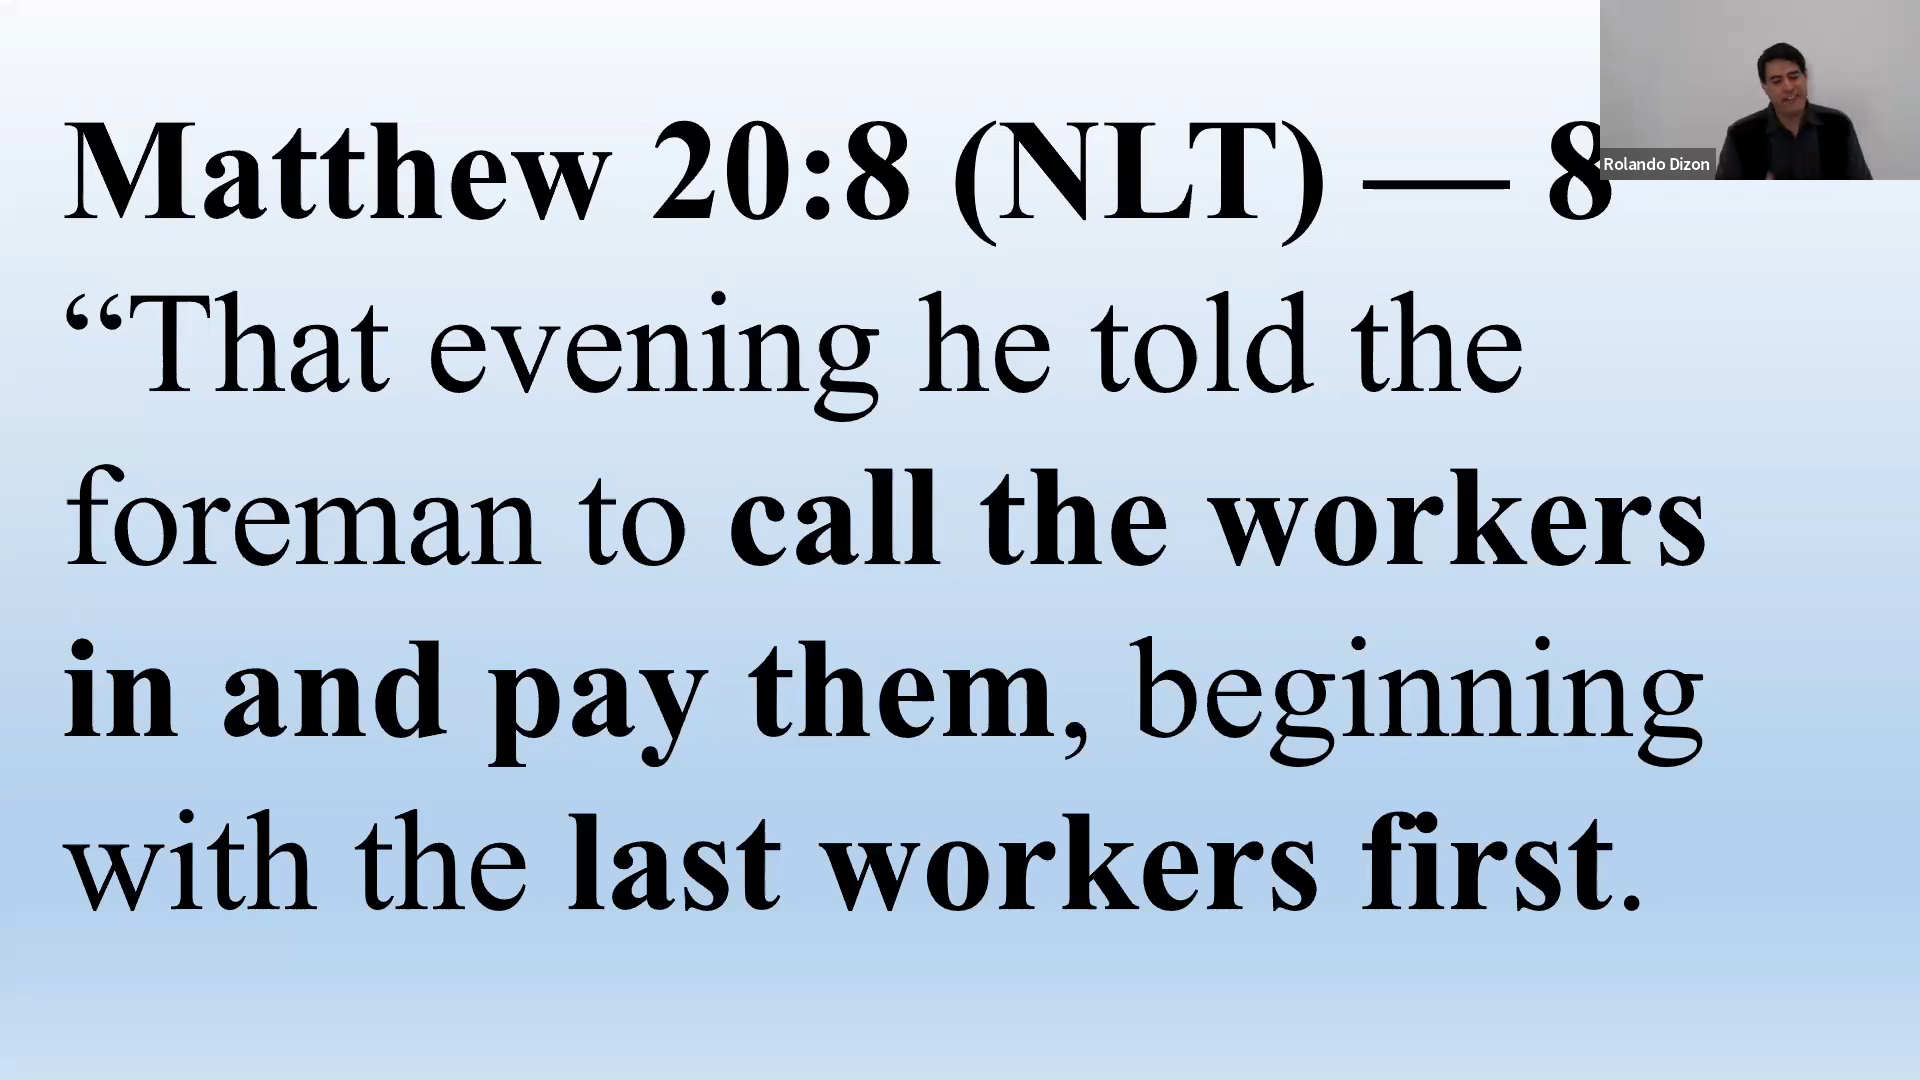 Matthew 20:8 (NLT) — 8
Rolando Dizon
“That evening he told the
foreman to call the workers
in and pay them, beginning
with the last workers first.